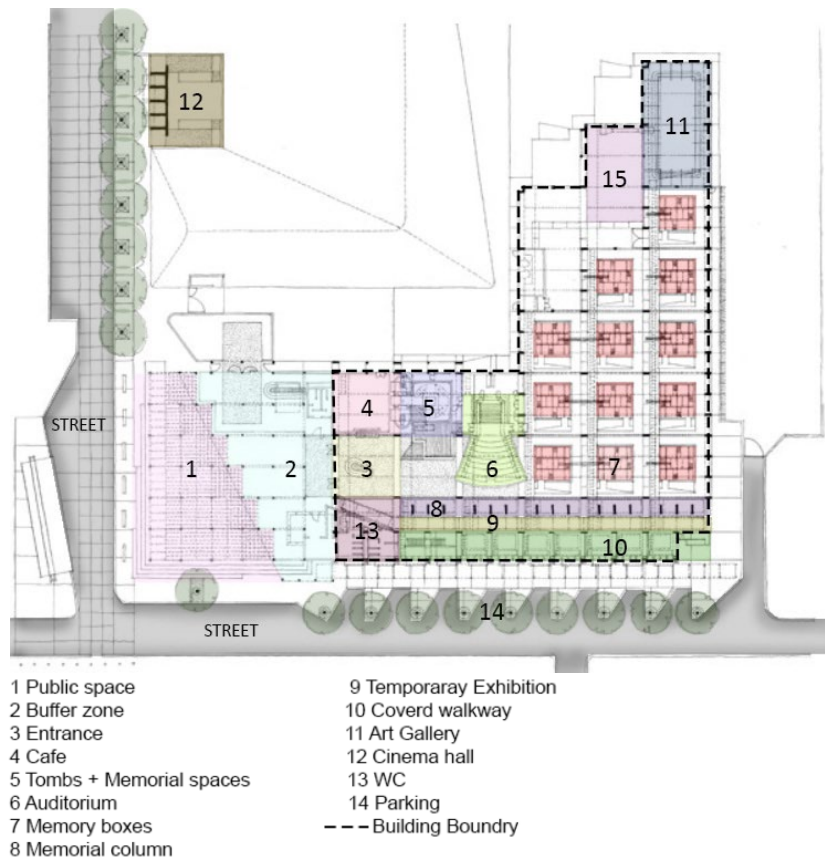 12
11
15
4
5
STREET
1
2
3
6
7
8
9
13
10
14
STREET
1 Public space
2 Buffer zone
3 Entrance
4 Cafe
5 Tombs + Memorial spaces
6 Auditorium
7 Memory boxes
8 Memorial column
9 Temporaray Exhibition
10 Coverd walkway
11 Art Gallery
12 Cinema hall
13 WC
14 Parking
Building Boundry